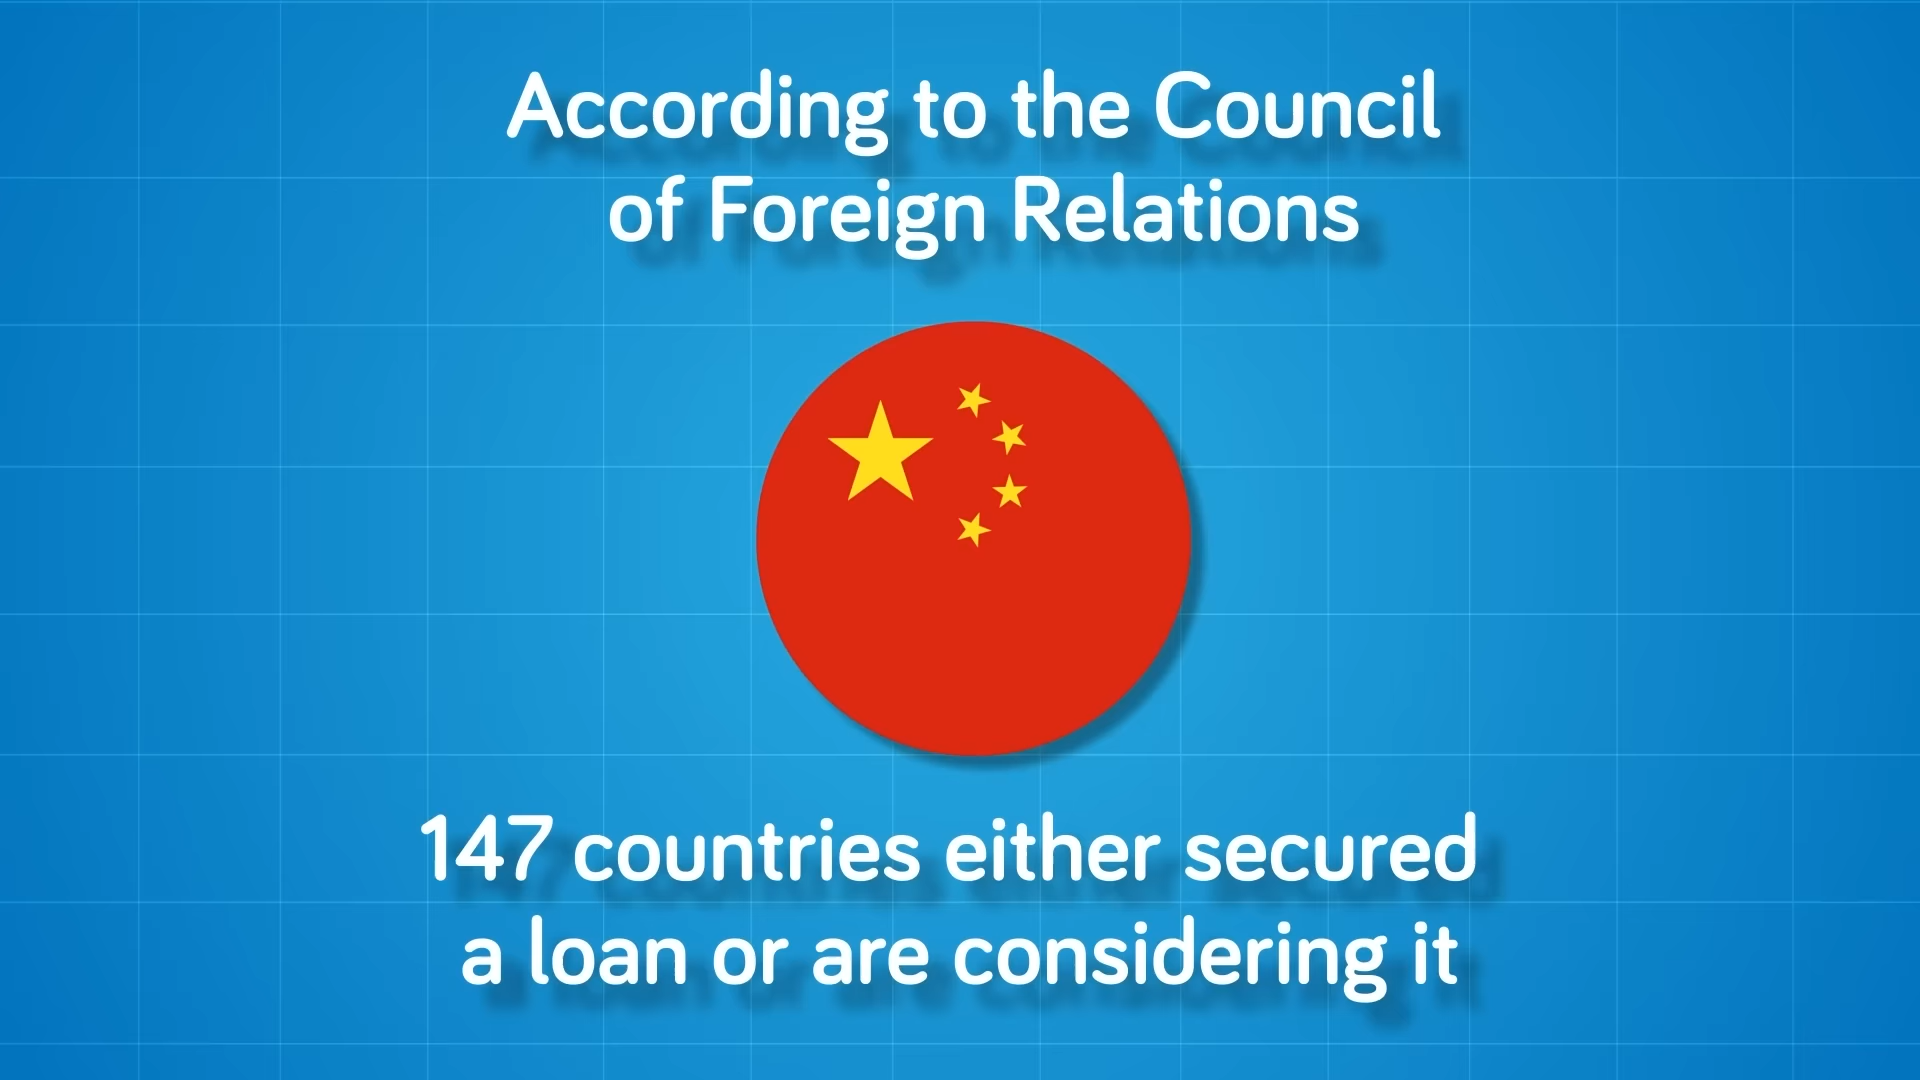 According to the Council
of Foreign Relations
147 countries either secured
a loan or are considering it